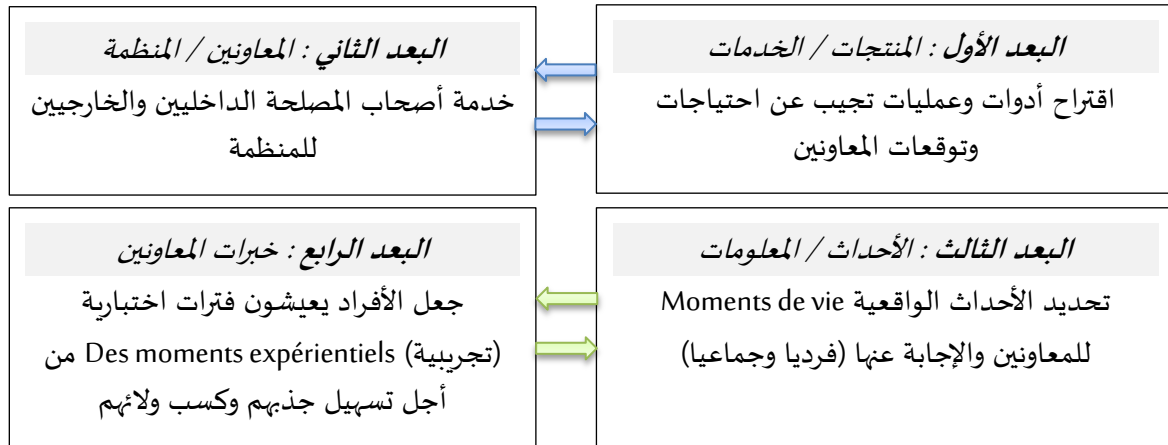 البعد الأول : المنتجات / الخدمات
اقتراح أدوات وعمليات تجيب عن احتياجات
وتوقعات المعاونين
البعد الثاني : المعاونين / المنظمة
خدمة أصحاب المصلحة الداخليين والخارجيين
للمنظمة
البعد الثالث : الأحداث / المعلومات
تحديد الأحداث الواقعية Moments de vie
للمعاونين والإجابة عنها (فرديا وجماعيا)
البعد الرابع : خبرات المعاونين
جعل الأفراد يعيشون فترات اختبارية
(تجريبية) Des moments expérientiels من
أجل تسهيل جذبهم وكسب ولائهم